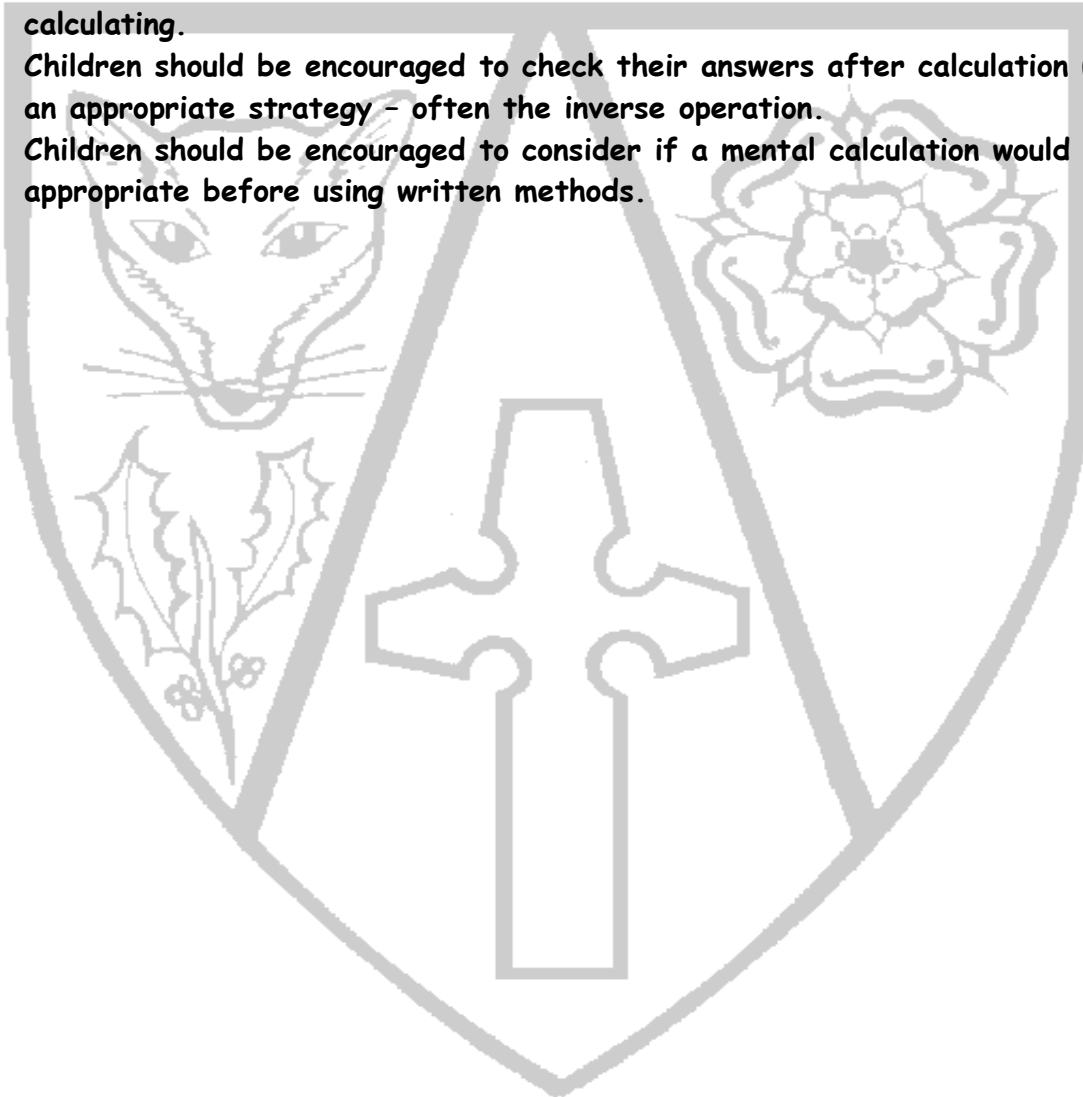 calculating.
Children should be encouraged to check their answers after calculation
an appropriate strategy – often the inverse operation.
Children should be encouraged to consider if a mental calculation would
appropriate before using written methods.